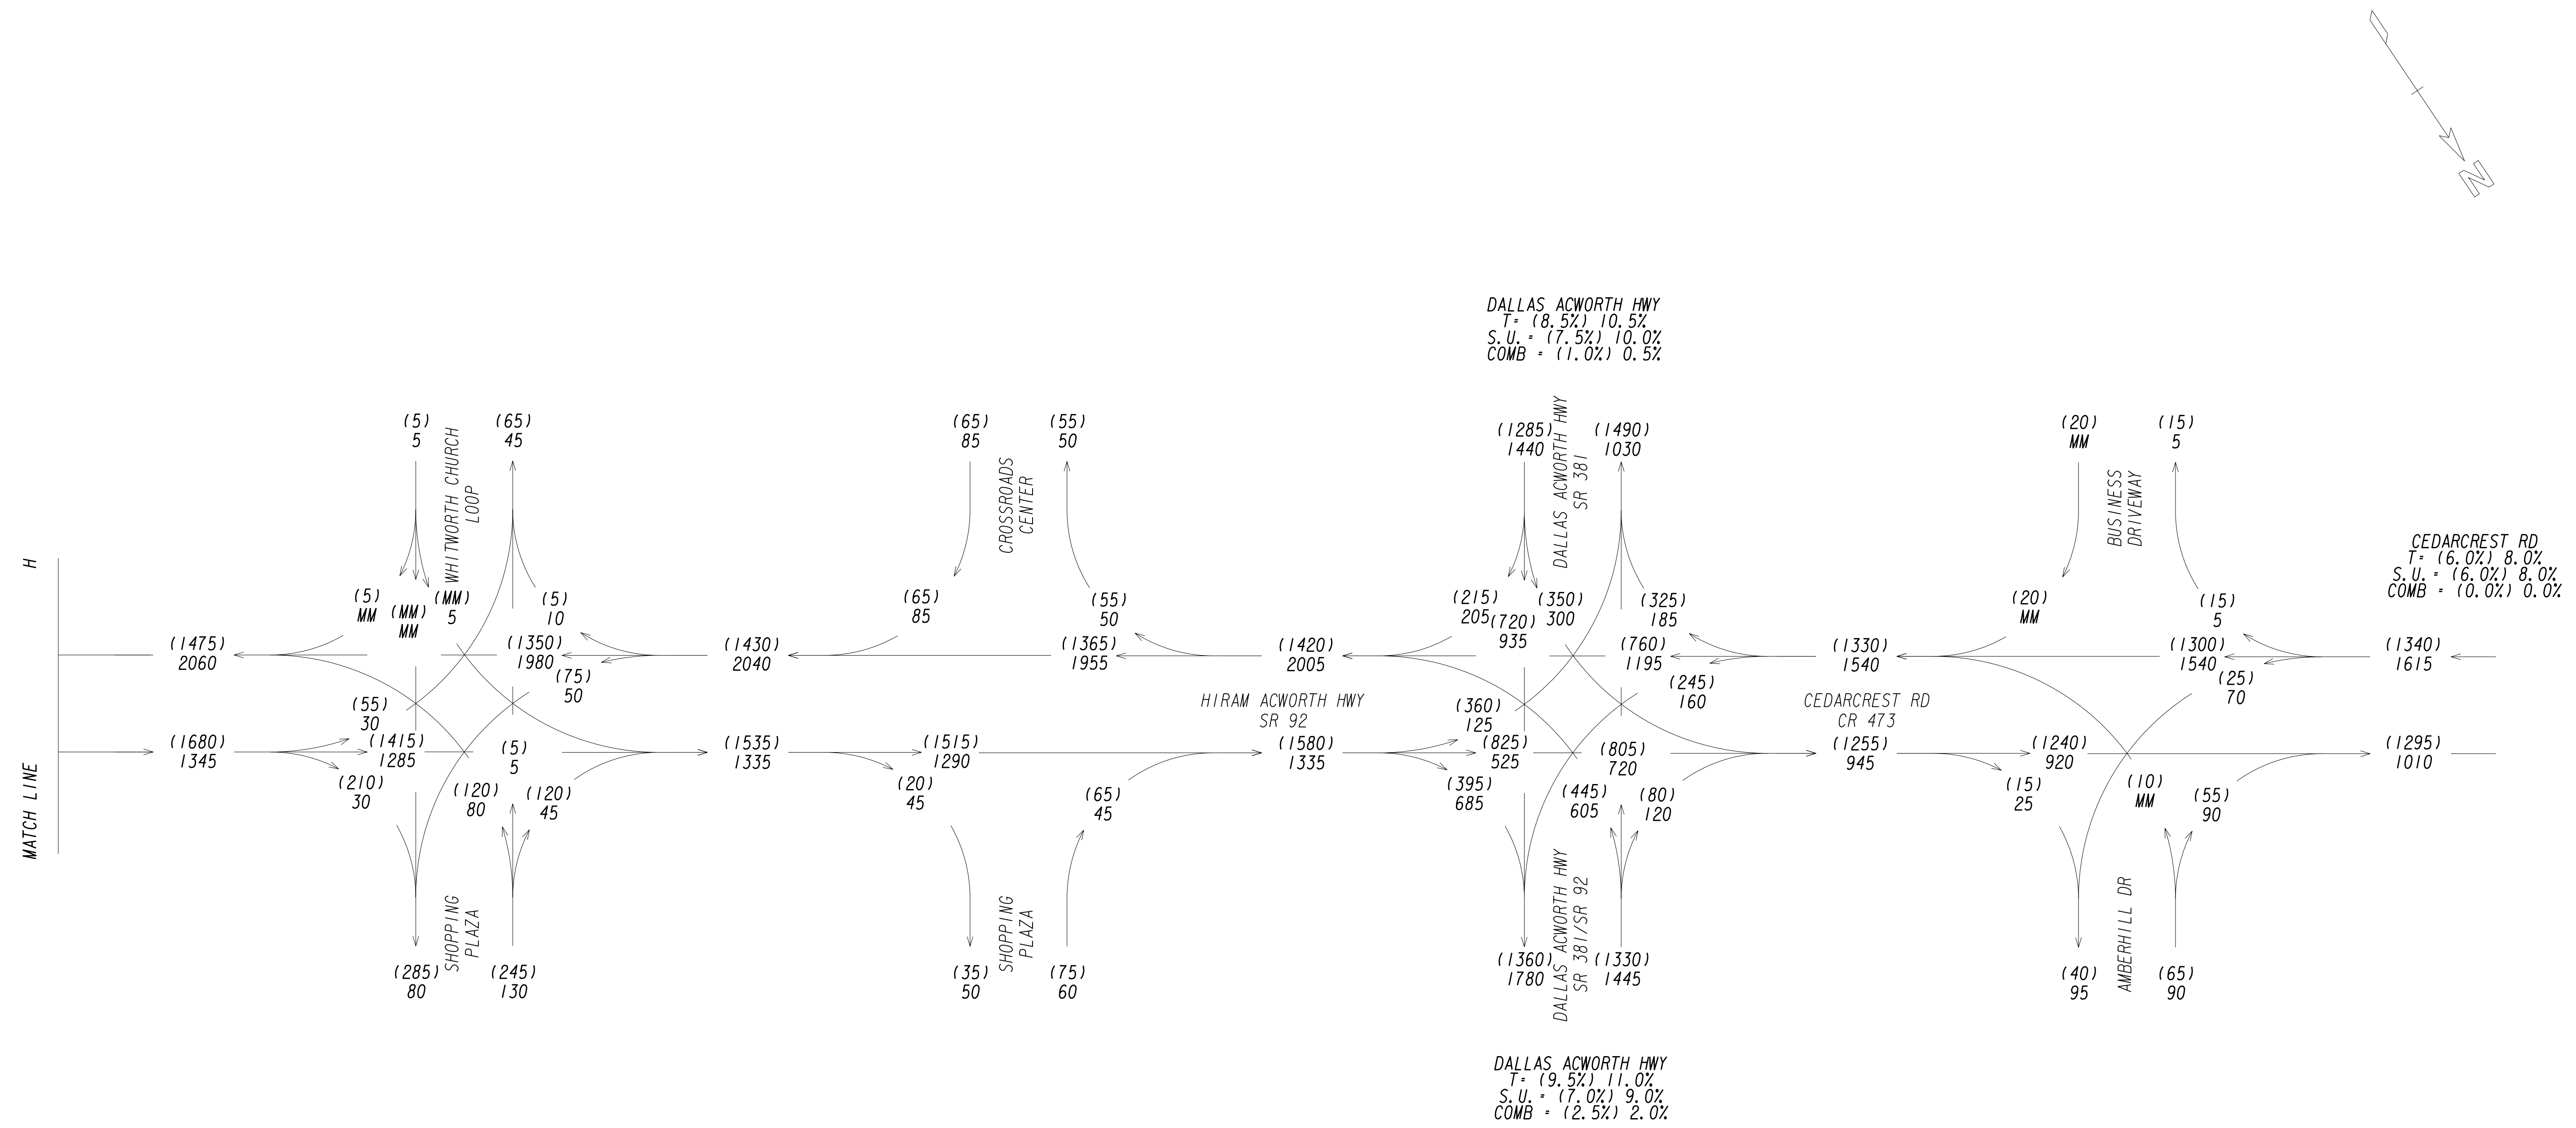 N
DALLAS ACWORTH HWY
T= (8.5%) 10.5%
S.U.= (7.5%) 10.0%
COMB = (1.0%) 0.5%
(5)
5
(65)
45
WHITWORTH CHURCH
LOOP
(65)
85
(55)
50
CROSSROADS
CENTER
(1285)
1440
(1490)
1030
DALLAS ACWORTH HWY
SR 381
(20)
MM
(15)
5
BUSINESS
DRIVEWAY
CEDARCREST RD
T= (6.0%) 8.0%
S.U.= (6.0%) 8.0%
COMB = (0.0%) 0.0%
H
MATCH LINE
(5)
MM
(MM)
MM
(MM)
5
(5)
10
(65)
85
(55)
50
(215)
205
(720)
935
(350)
300
(325)
185
(20)
MM
(15)
5
(1475)
2060
(1350)
1980
(75)
50
(1430)
2040
(1365)
1955
(1420)
2005
(760)
1195
(245)
160
(1330)
1540
(1300)
1540
(25)
70
(1340)
1615
HIRAM ACWORTH HWY
SR 92
CEDARCREST RD
CR 473
(1680)
1345
(55)
30
(1415)
1285
(210)
30
(5)
5
(120)
80
(120)
45
(1535)
1335
(1515)
1290
(20)
45
(65)
45
(1580)
1335
(360)
125
(825)
525
(395)
685
(805)
720
(445)
605
(80)
120
(1255)
945
(1240)
920
(15)
25
(10)
MM
(55)
90
(1295)
1010
SHOPPING
PLAZA
(285)
80
(245)
130
SHOPPING
PLAZA
(35)
50
(75)
60
DALLAS ACWORTH HWY
SR 381/SR 92
(1360)
1780
(1330)
1445
AMBERHILL DR
(40)
95
(65)
90
DALLAS ACWORTH HWY
T= (9.5%) 11.0%
S.U.= (7.0%) 9.0%
COMB = (2.5%) 2.0%